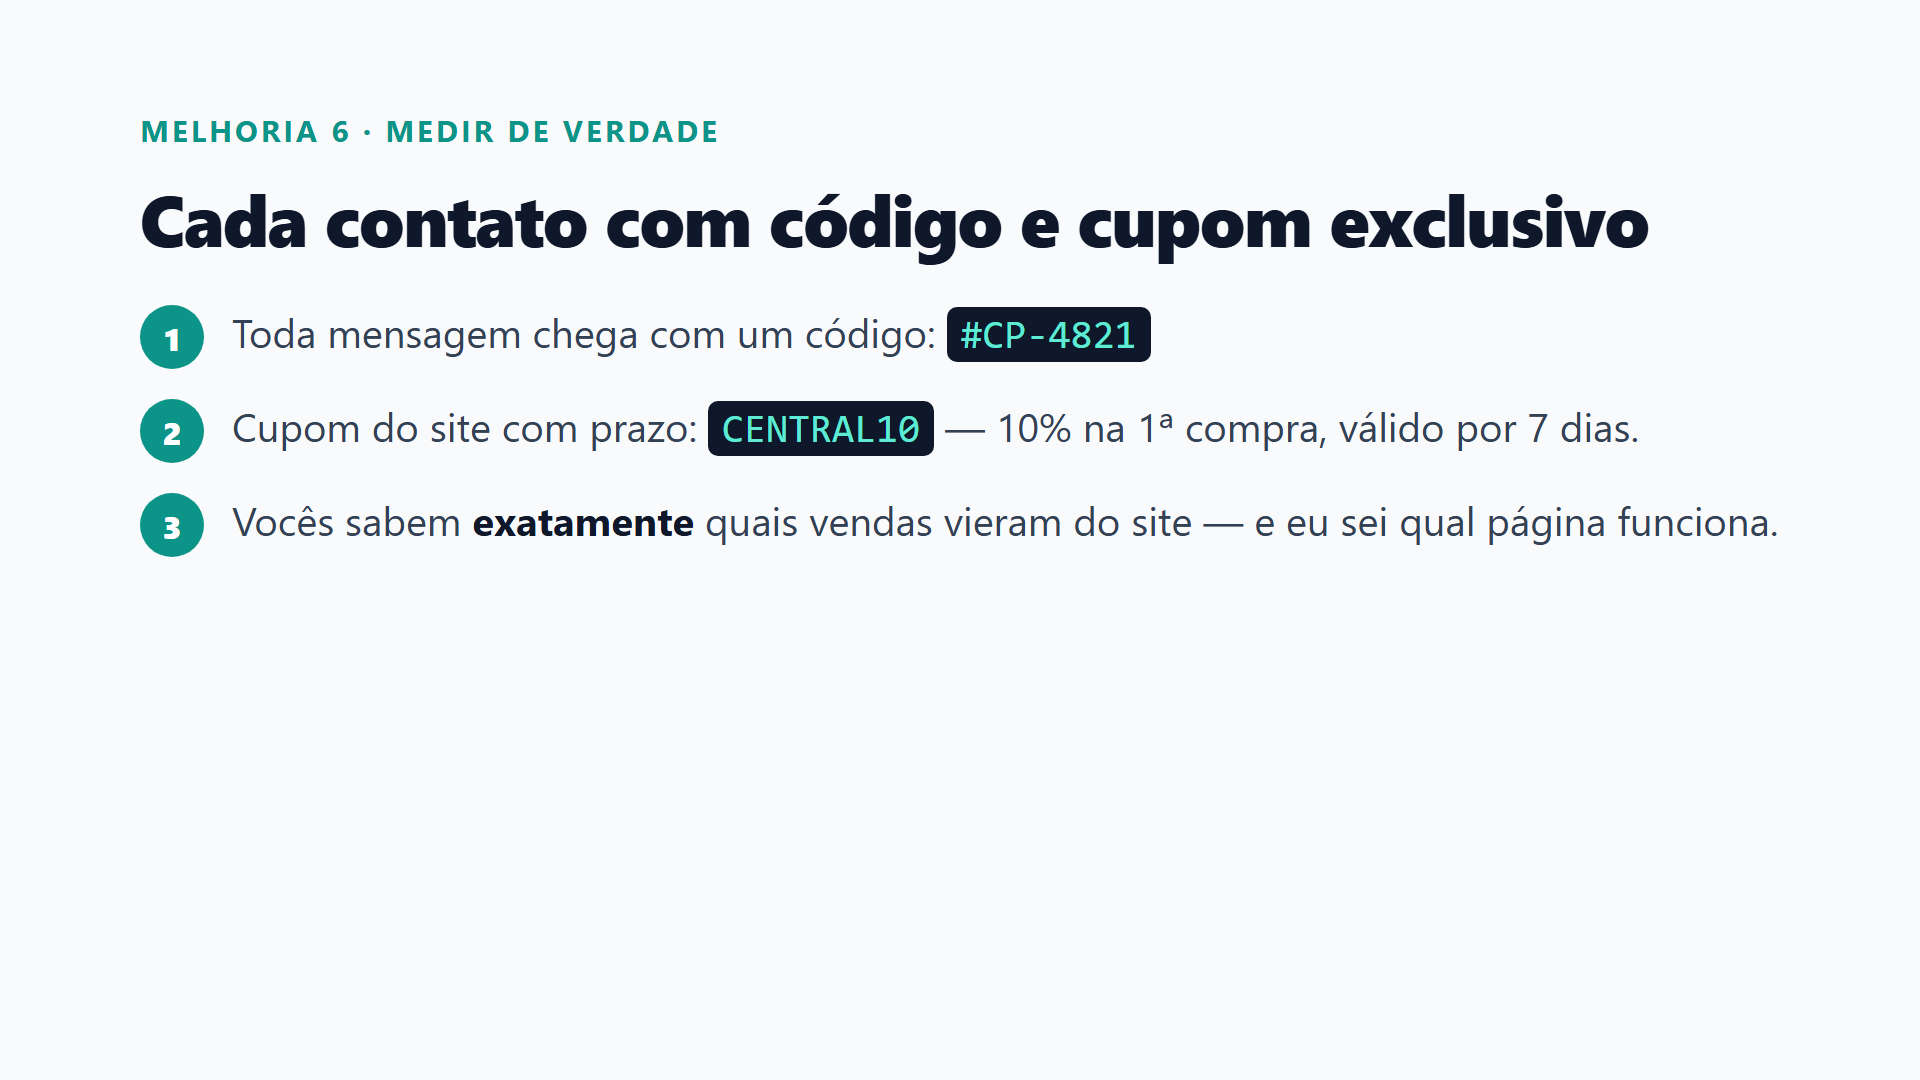 MELHORIA 6 · MEDIR DE VERDADE
Cada contato com código e cupom exclusivo
1 Toda mensagem chega com um código: #CP-4821
2 Cupom do site com prazo: CENTRAL10 — 10% na 1ª compra, válido por 7 dias.
3 Vocês sabem exatamente quais vendas vieram do site — e eu sei qual página funciona.